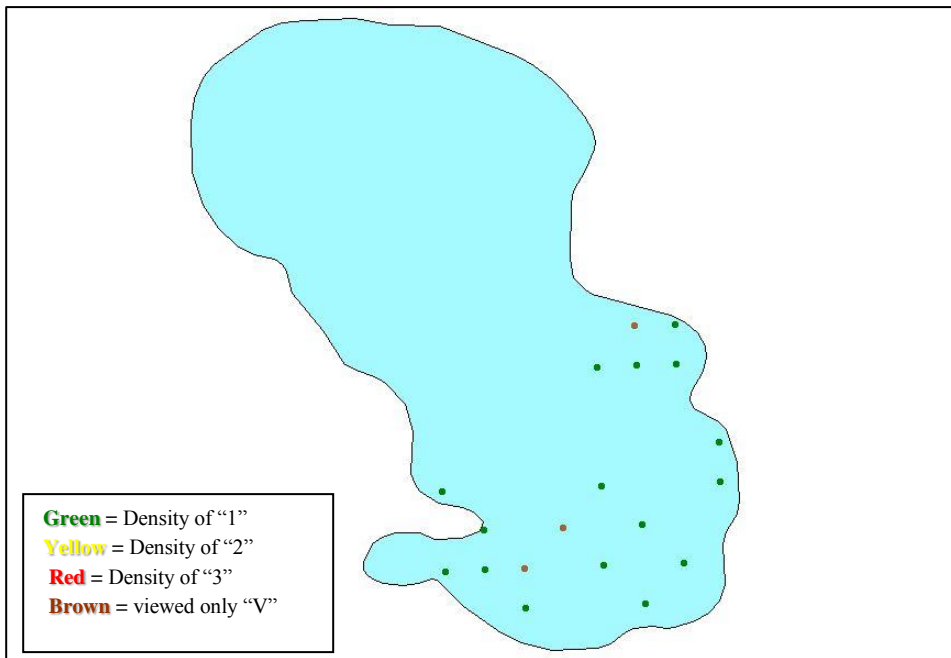 Green = Density of “1”
Yellow = Density of “2”
Red = Density of “3”
Brown = viewed only “V”